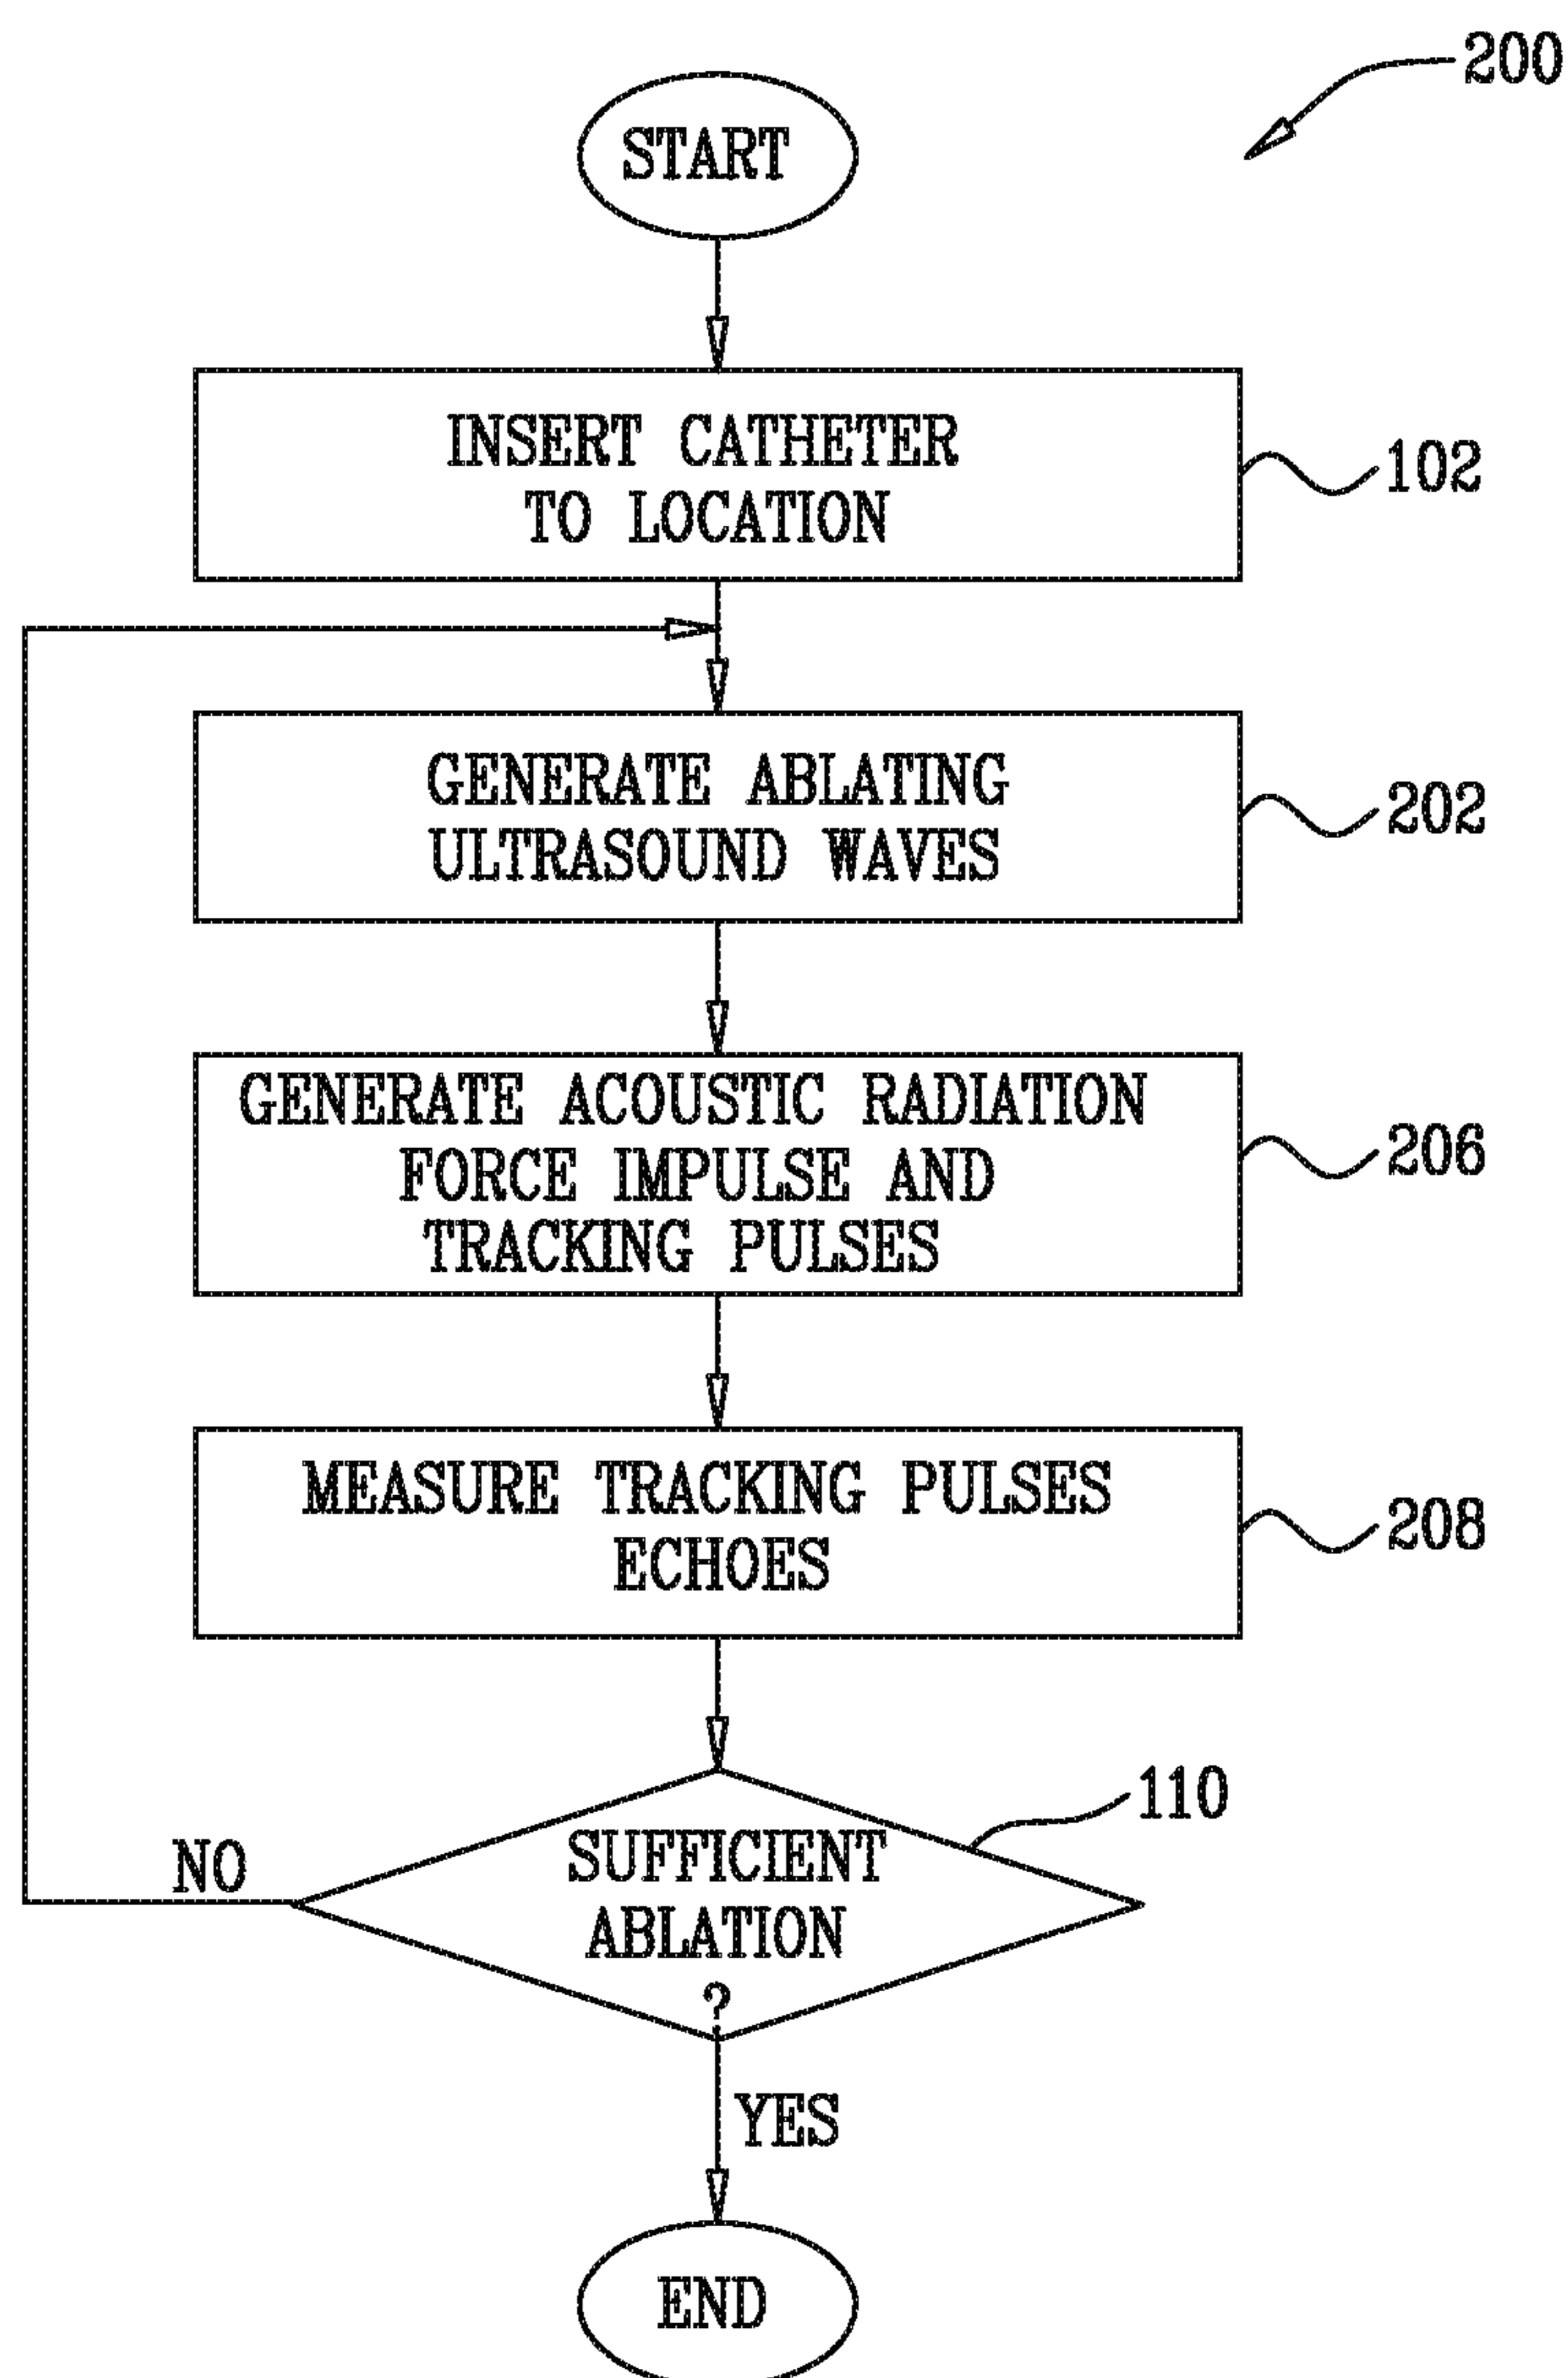 200
START
INSERT CATHETER
TO LOCATION
102
GENERATE ABLATING
ULTRASOUND WAVES
202
GENERATE ACOUSTIC RADIATION
FORCE IMPULSE AND
TRACKING PULSES
206
MEASURE TRACKING PULSES
ECHOES
208
110
SUFFICIENT
ABLATION
?
NO
YES
END